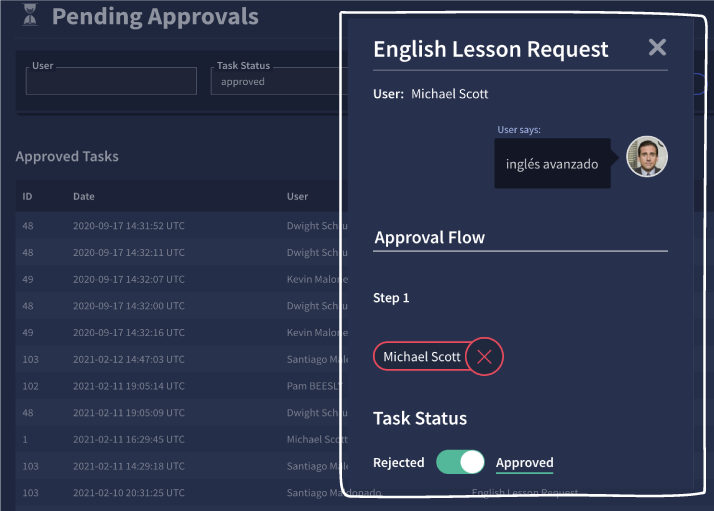 Pending Approvals
User
Task Status
approved
Approved Tasks
ID Date User
48 2020-09-17 14:31:52 UTC Dwight Schru
48 2020-09-17 14:32:11 UTC Dwight Schru
49 2020-09-17 14:32:07 UTC Kevin Malone
48 2020-09-17 14:32:00 UTC Dwight Schru
49 2020-09-17 14:32:16 UTC Kevin Malone
103 2021-02-12 14:47:03 UTC Santiago Mal
102 2021-02-11 19:05:14 UTC Pam BEESLY
48 2021-02-11 19:05:09 UTC Dwight Schru
1 2021-02-11 16:29:45 UTC Michael Scott
103 2021-02-11 14:29:18 UTC Santiago Mal
103 2021-02-10 20:31:25 UTC Santiago Maldonado English Lesson Request
English Lesson Request
User: Michael Scott
User says:
inglés avanzado
Approval Flow
Step 1
Michael Scott
Task Status
Rejected Approved